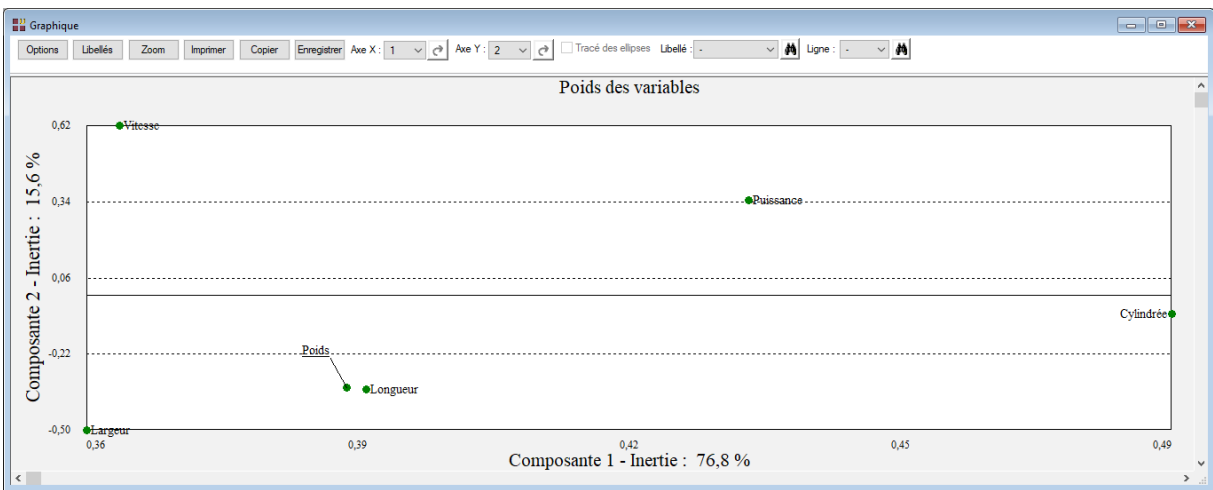 Graphique
Options Libellés Zoom Imprimer Copier Enregistrer Axe X : 1 Axe Y : 2 Tracé des ellipses Libellé : - Ligne : -
Poids des variables
0,62
Vitesse
0,34
Puissance
0,06
Cylindrée
-0,22
Poids
Longueur
-0,50
Largeur
Composante 2 - Inertie : 15,6 %
0,36 0,39 0,42 0,45 0,49
Composante 1 - Inertie : 76,8 %